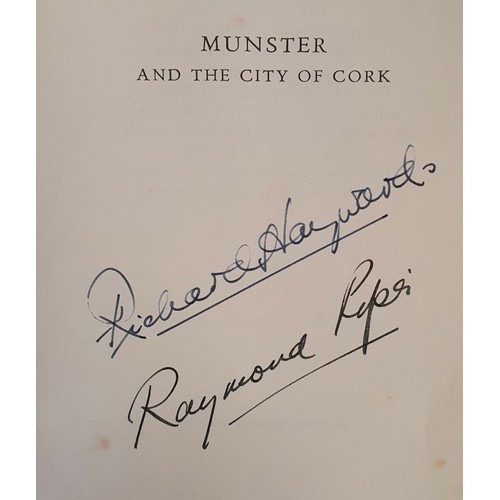 MUNSTER
AND THE CITY OF CORK
Richard Hayward
Raymond Piper